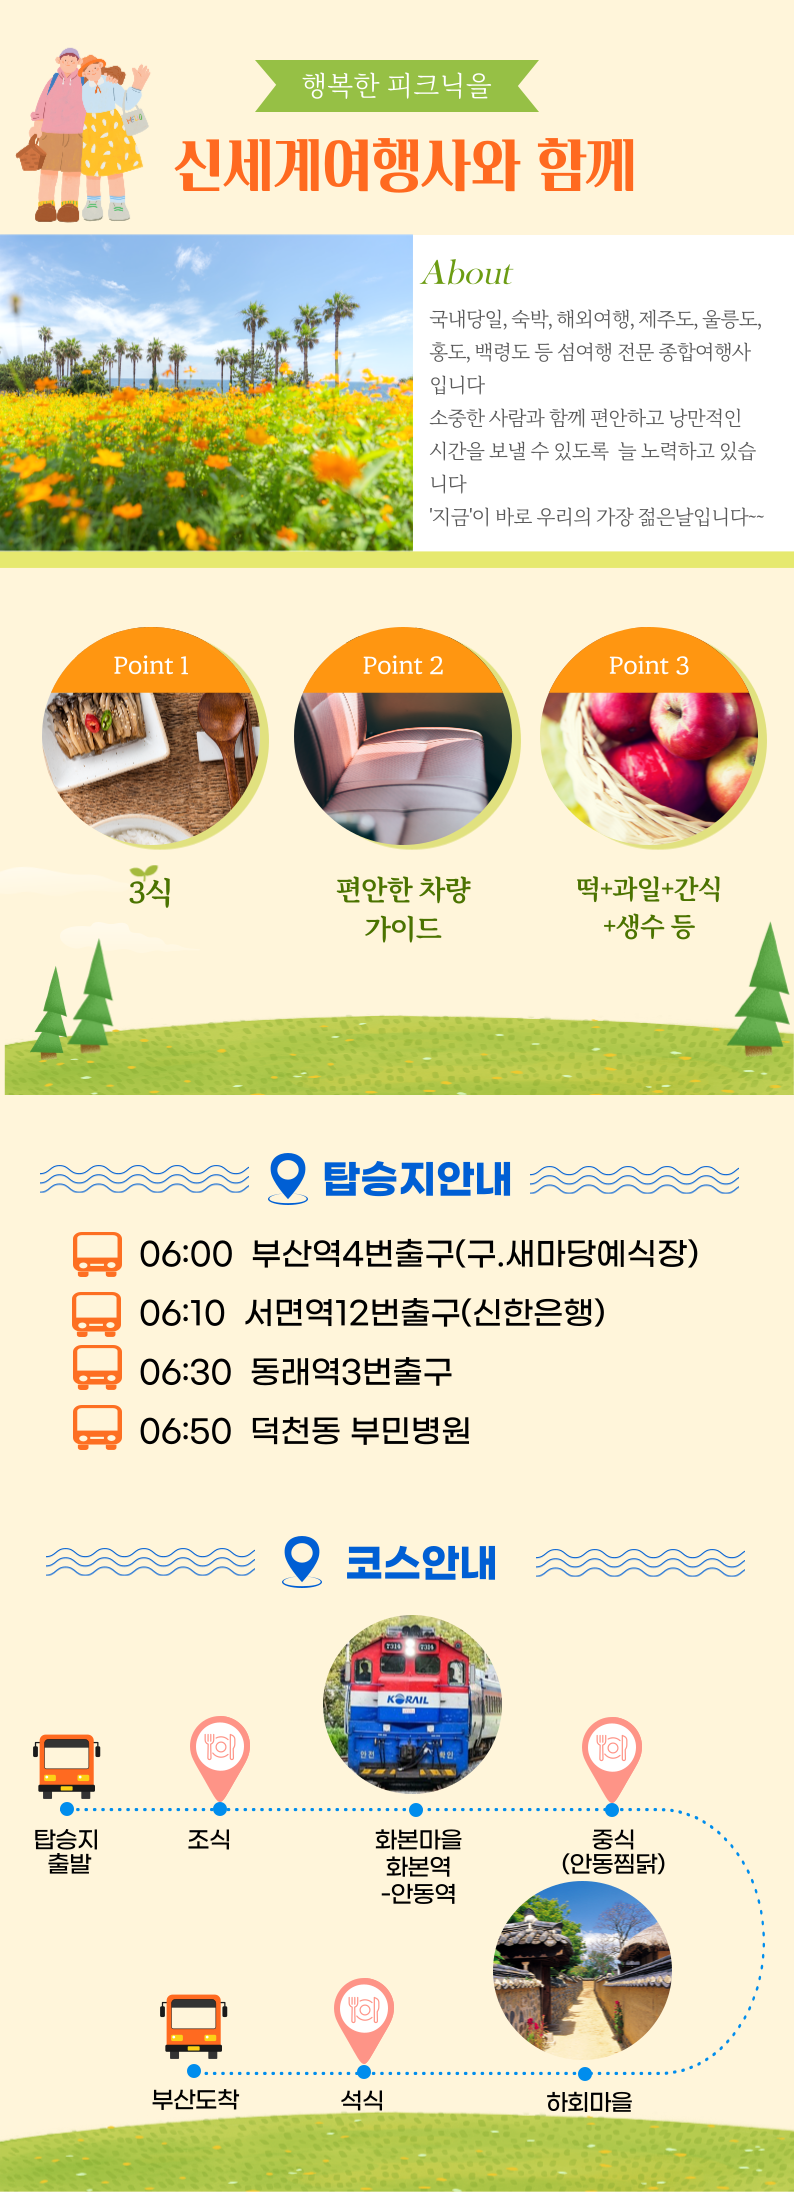 행복한 피크닉을
신세계여행사와 함께
About
국내당일, 숙박, 해외여행, 제주도, 울릉도,
홍도, 백령도 등 섬여행 전문 종합여행사
입니다
소중한 사람과 함께 편안하고 낭만적인
시간을 보낼 수 있도록 늘 노력하고 있습
니다
'지금'이 바로 우리의 가장 젊은날입니다~~
Point 1
Point 2
Point 3
3식
편안한 차량
가이드
떡+과일+간식
+생수 등
탑승지안내
06:00 부산역4번출구(구.새마당예식장)
06:10 서면역12번출구(신한은행)
06:30 동래역3번출구
06:50 덕천동 부민병원
코스안내
7314 7314
KORAIL
안전 확인
탑승지
출발
조식
화본마을
화본역
-안동역
중식
(안동찜닭)
부산도착
석식
하회마을